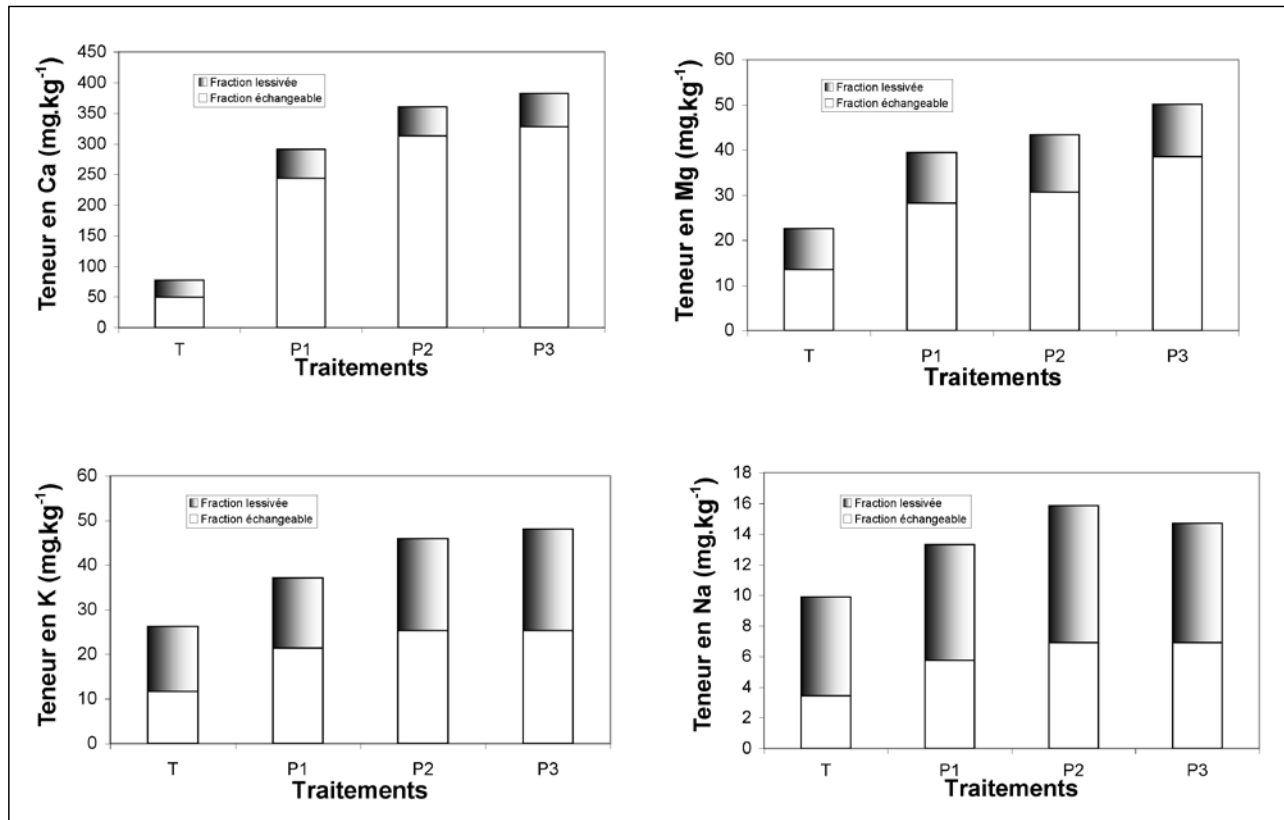 Teneur en Ca (mg.kg-1)
450
400
350
300
250
200
150
100
50
0
Fraction lessivée
Fraction échangeable
T P1 P2 P3
Traitements
Teneur en Mg (mg.kg-1)
60
50
40
30
20
10
0
Fraction lessivée
Fraction échangeable
T P1 P2 P3
Traitements
Teneur en K (mg.kg-1)
60
50
40
30
20
10
0
Fraction lessivée
Fraction échangeable
T P1 P2 P3
Traitements
Teneur en Na (mg.kg-1)
18
16
14
12
10
8
6
4
2
0
Fraction lessivée
Fraction échangeable
T P1 P2 P3
Traitements